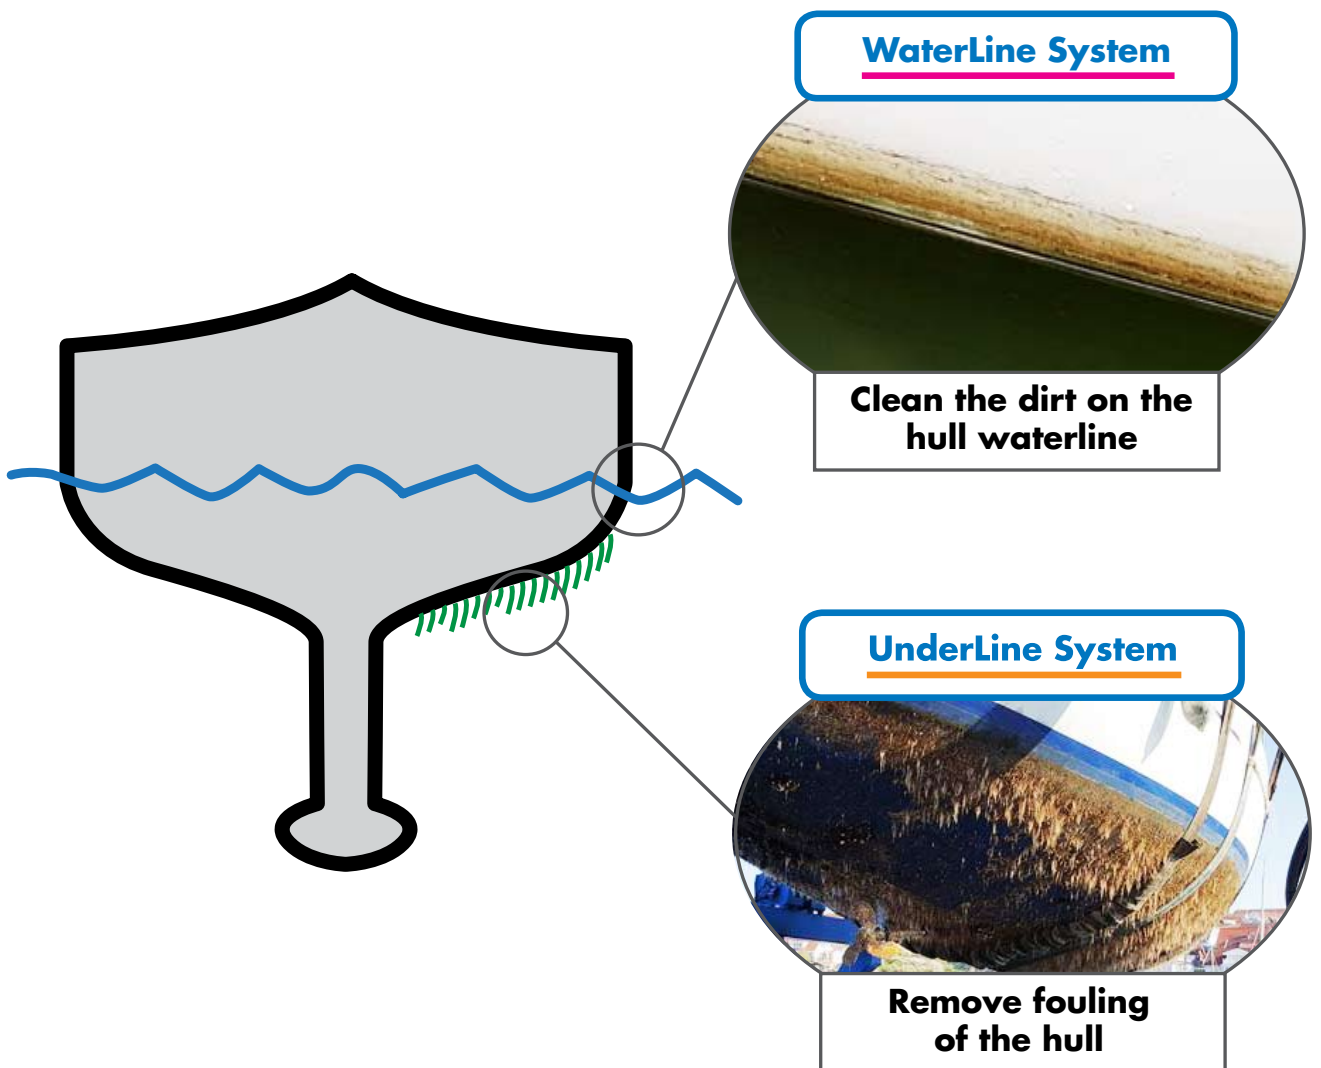 WaterLine System
Clean the dirt on the
hull waterline
UnderLine System
Remove fouling
of the hull